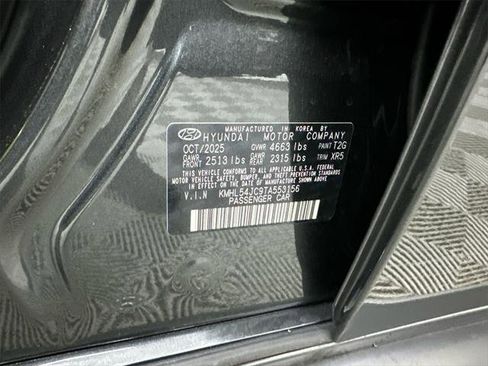 MANUFACTURED IN KOREA BY
HYUNDAI MOTOR COMPANY
OCT/2025 GVWR 4663 lbs PAINT T2G
GAWR FRONT 2513 lbs GAWR REAR 2315 lbs TRIM XR5
THIS VEHICLE CONFORMS TO ALL APPLICABLE U.S.A FEDERAL
MOTOR VEHICLE SAFETY, BUMPER, AND THEFT PREVENTION
STANDARDS IN EFFECT ON THE DATE OF MANUFACTURE SHOWN ABOVE.
V.I.N KMHL54JC9TA553156
PASSENGER CAR